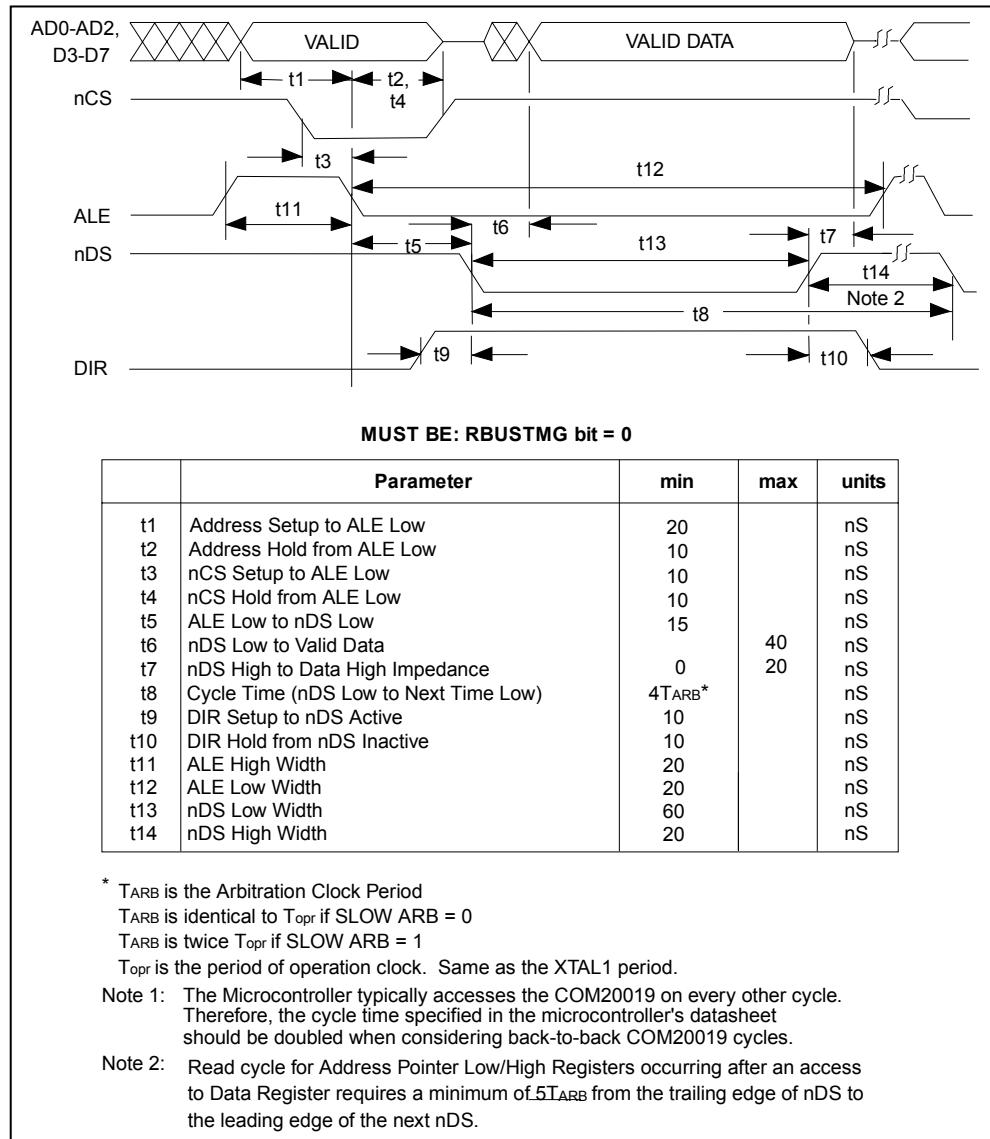 AD0-AD2,
D3-D7
VALID
VALID DATA
t1
t2,
t4
nCS
t3
t12
ALE
t11
t6
t5
t7
nDS
t13
t14
Note 2
t8
t9
t10
DIR
MUST BE: RBUSTMG bit = 0
Parameter min max units
t1 Address Setup to ALE Low 20 nS
t2 Address Hold from ALE Low 10 nS
t3 nCS Setup to ALE Low 10 nS
t4 nCS Hold from ALE Low 10 nS
t5 ALE Low to nDS Low 15 nS
t6 nDS Low to Valid Data 40 nS
t7 nDS High to Data High Impedance 0 20 nS
t8 Cycle Time (nDS Low to Next Time Low) 4TARB* nS
t9 DIR Setup to nDS Active 10 nS
t10 DIR Hold from nDS Inactive 10 nS
t11 ALE High Width 20 nS
t12 ALE Low Width 20 nS
t13 nDS Low Width 60 nS
t14 nDS High Width 20 nS
* TARB is the Arbitration Clock Period
TARB is identical to Topr if SLOW ARB = 0
TARB is twice Topr if SLOW ARB = 1
Topr is the period of operation clock. Same as the XTAL1 period.
Note 1: The Microcontroller typically accesses the COM20019 on every other cycle.
Therefore, the cycle time specified in the microcontroller's datasheet
should be doubled when considering back-to-back COM20019 cycles.
Note 2: Read cycle for Address Pointer Low/High Registers occurring after an access
to Data Register requires a minimum of 5TARB from the trailing edge of nDS to
the leading edge of the next nDS.